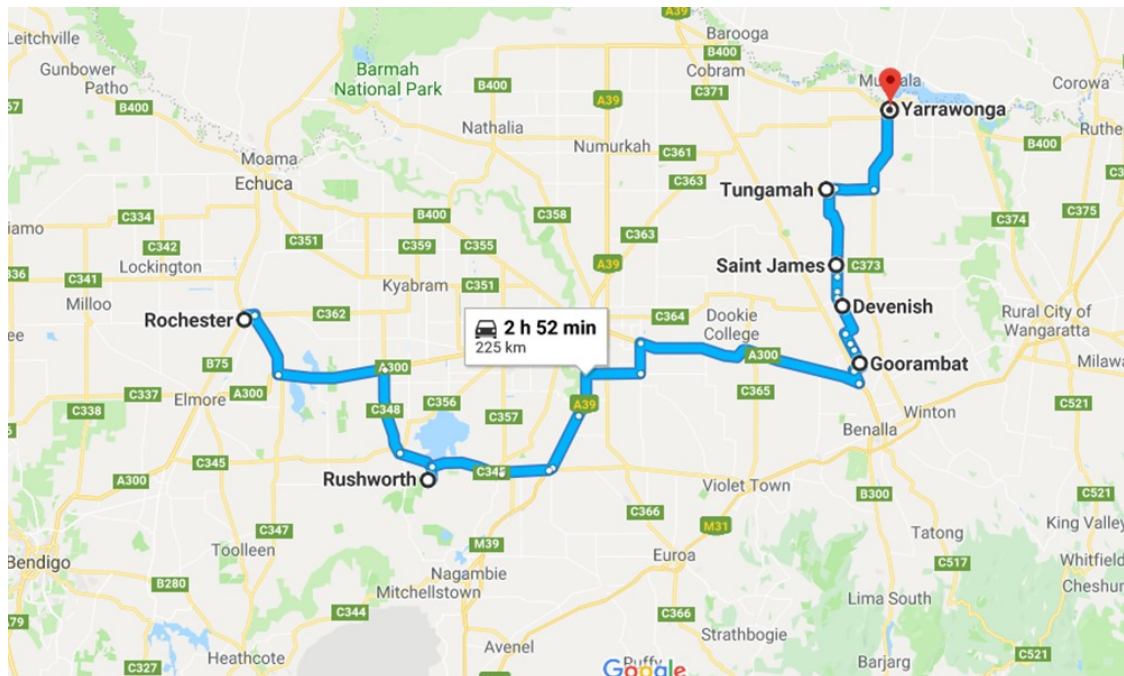 A39
Barooga
B400
Leitchville
Gunbower
Patho
B400
Barmah
National Park
B400
Cobram
C371
Corowa
Nathalia
A39
Yarrawonga
Numurkah
C361
B400
Moama
Echuca
C363
Tungamah
C334
B400
C358
C374
C375
C342
C351
C359
C355
C363
Lockington
A39
Saint James
C373
C341
Kyabram
C351
Milloo
Devenish
Rochester
C362
2 h 52 min
225 km
C364
Dookie
College
Rural City of
Wangaratta
B75
A300
A300
Goorambat
Milawa
C337
Elmore
A300
C348
C356
A39
C365
C338
C357
C521
Winton
Benalla
C345
C345
Rushworth
A300
Violet Town
B300
C521
C366
M31
C347
Toolleen
M39
Tatong
King Valley
Bendigo
Euroa
C517
Whitfield
B280
Nagambie
Mitchellstown
C344
C366
Lima South
Strathbogie
Avenel
C521
C327
Heathcote
Puffy
Google
Barjarg